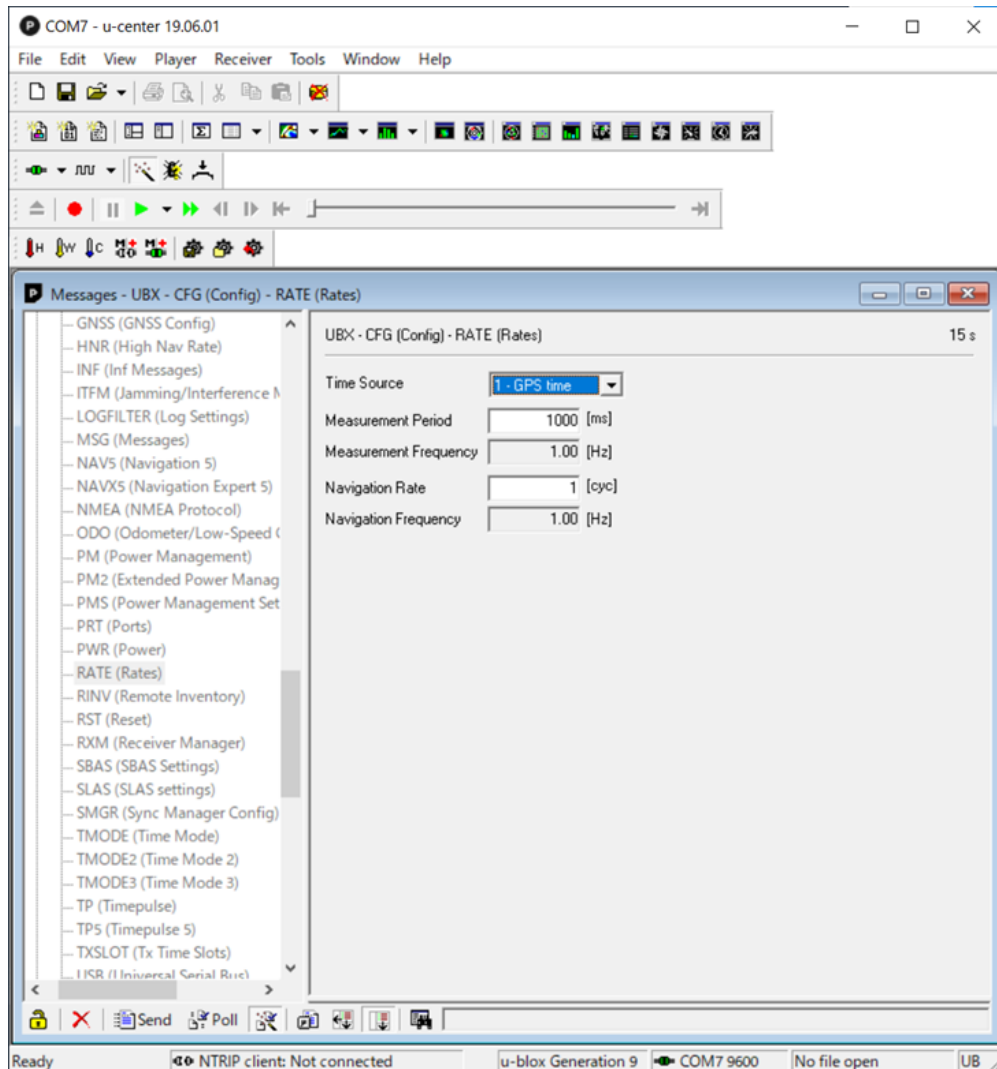 COM7 - u-center 19.06.01
File Edit View Player Receiver Tools Window Help
H W C
Messages - UBX - CFG (Config) - RATE (Rates)
GNSS (GNSS Config)
HNR (High Nav Rate)
INF (Inf Messages)
ITFM (Jamming/Interference M
LOGFILTER (Log Settings)
MSG (Messages)
NAV5 (Navigation 5)
NAVX5 (Navigation Expert 5)
NMEA (NMEA Protocol)
ODO (Odometer/Low-Speed
PM (Power Management)
PM2 (Extended Power Manag
PMS (Power Management Set
PRT (Ports)
PWR (Power)
RATE (Rates)
RINV (Remote Inventory)
RST (Reset)
RXM (Receiver Manager)
SBAS (SBAS Settings)
SLAS (SLAS settings)
SMGR (Sync Manager Config)
TMODE (Time Mode)
TMODE2 (Time Mode 2)
TMODE3 (Time Mode 3)
TP (Timepulse)
TP5 (Timepulse 5)
TXSLOT (Tx Time Slots)
USB (Universal Serial Bus)
UBX - CFG (Config) - RATE (Rates) 15 s
Time Source 1 - GPS time
Measurement Period 1000 [ms]
Measurement Frequency 1.00 [Hz]
Navigation Rate 1 [cyc]
Navigation Frequency 1.00 [Hz]
Send Poll
Ready NTRIP client: Not connected u-blox Generation 9 COM7 9600 No file open UB